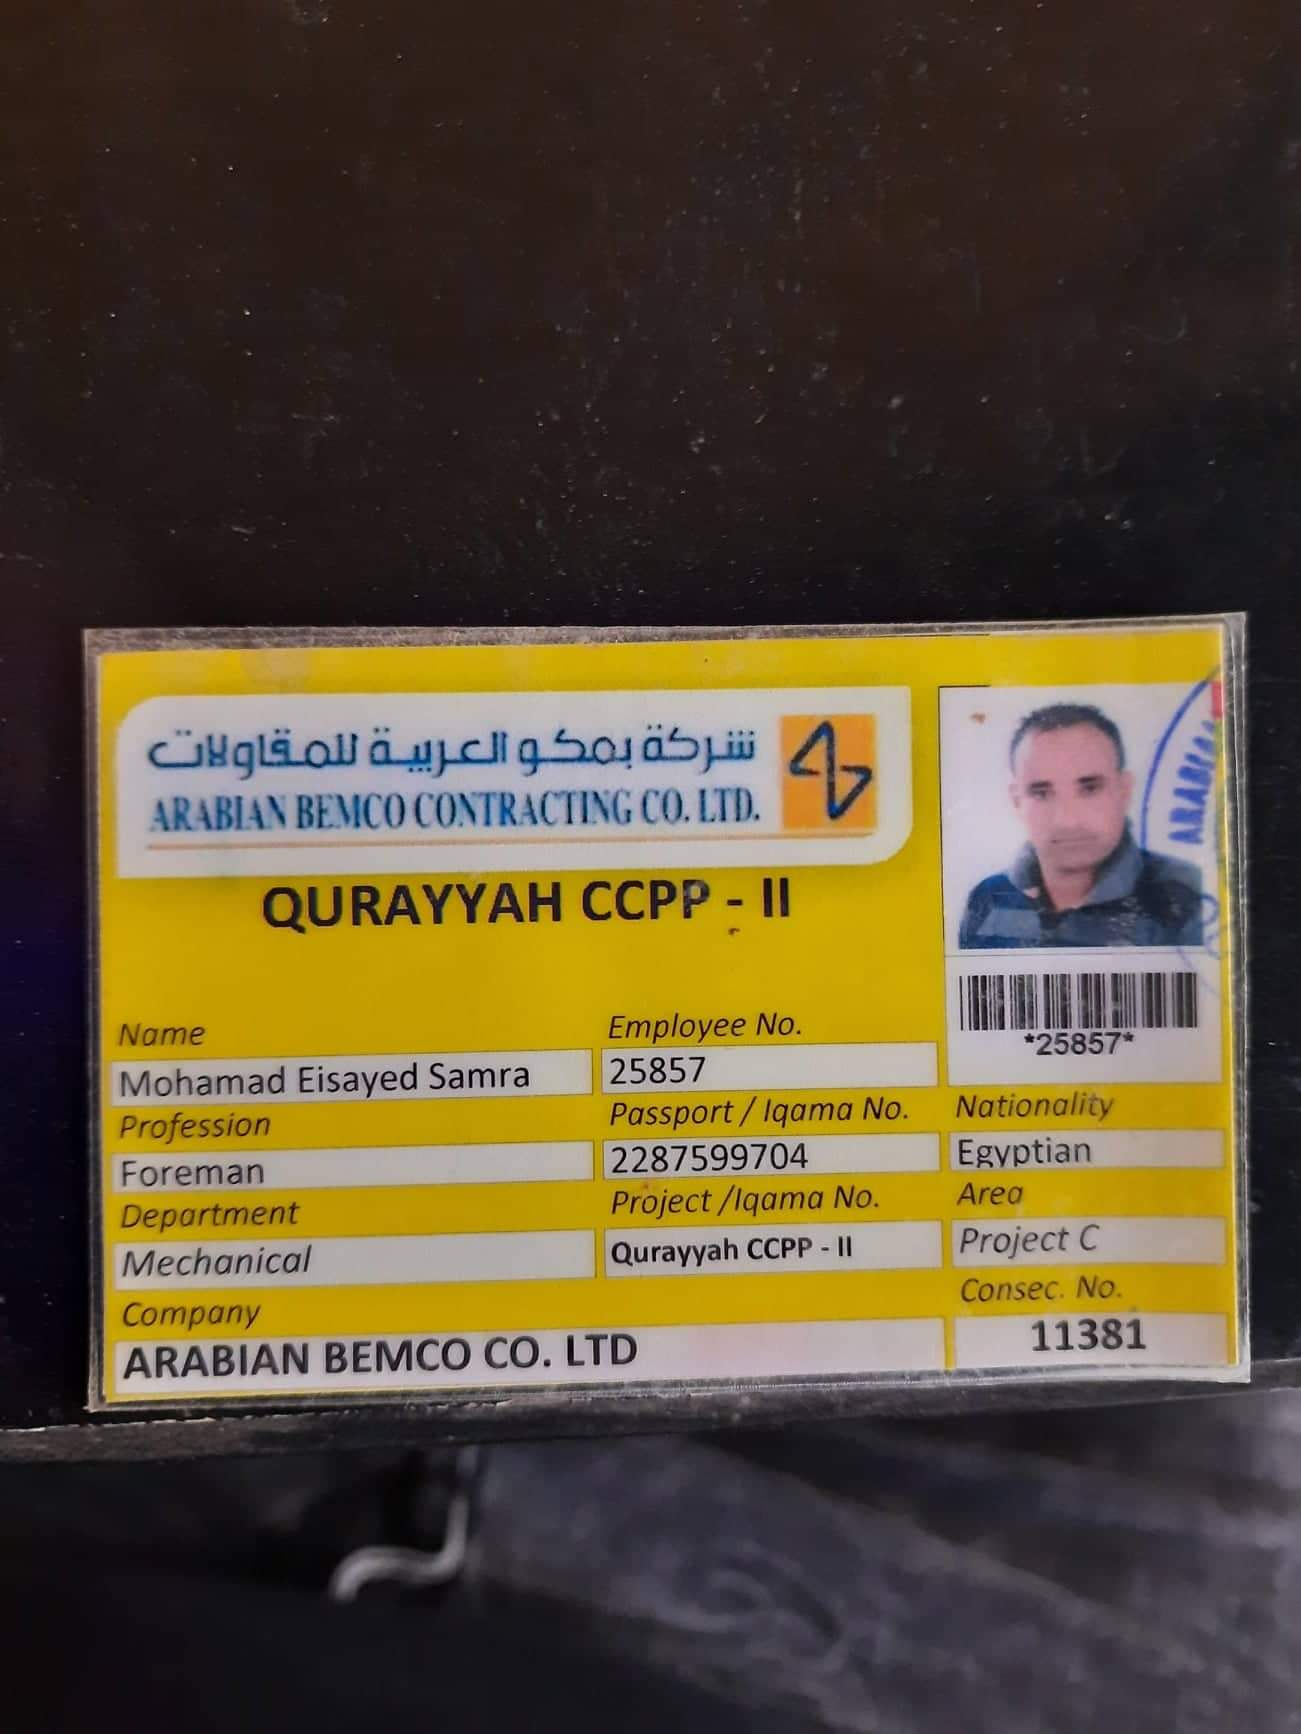 شركة بمكو العربية للمقاولات
ARABIAN BEMCO CONTRACTING CO. LTD.
QURAYYAH CCPP - II
ARABIAN
*25857*
Name
Employee No.
Mohamad Eisayed Samra
25857
Profession
Passport / Iqama No.
Nationality
Foreman
2287599704
Egyptian
Department
Project /Iqama No.
Area
Mechanical
Qurayyah CCPP - II
Project C
Company
Consec. No.
ARABIAN BEMCO CO. LTD
11381